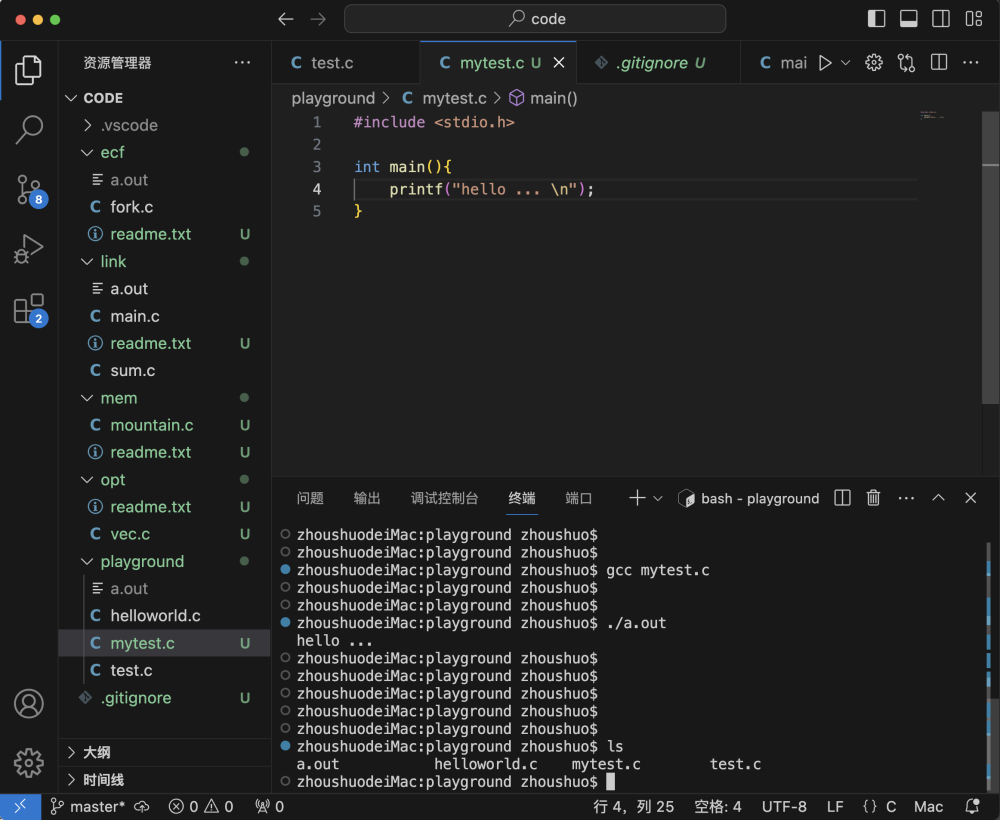 code
资源管理器
CODE
.vscode
ecf
a.out
fork.c
readme.txt U
link
a.out
main.c
readme.txt U
sum.c
mem
mountain.c U
readme.txt U
opt
readme.txt U
vec.c U
playground
a.out
helloworld.c
mytest.c U
test.c
.gitignore U
大纲
时间线
8
2
test.c mytest.c U .gitignore U mai
playground > mytest.c > main()
1 #include <stdio.h>
2
3 int main(){
4 printf("hello ... \n");
5 }
问题 输出 调试控制台 终端 端口 bash - playground
zhoushuodeiMac:playground zhoushuo$
zhoushuodeiMac:playground zhoushuo$
zhoushuodeiMac:playground zhoushuo$ gcc mytest.c
zhoushuodeiMac:playground zhoushuo$
zhoushuodeiMac:playground zhoushuo$
zhoushuodeiMac:playground zhoushuo$ ./a.out
hello ...
zhoushuodeiMac:playground zhoushuo$
zhoushuodeiMac:playground zhoushuo$
zhoushuodeiMac:playground zhoushuo$
zhoushuodeiMac:playground zhoushuo$
zhoushuodeiMac:playground zhoushuo$
zhoushuodeiMac:playground zhoushuo$ ls
a.out helloworld.c mytest.c test.c
zhoushuodeiMac:playground zhoushuo$
master* 0 0 0 行 4，列 25 空格: 4 UTF-8 LF {} C Mac